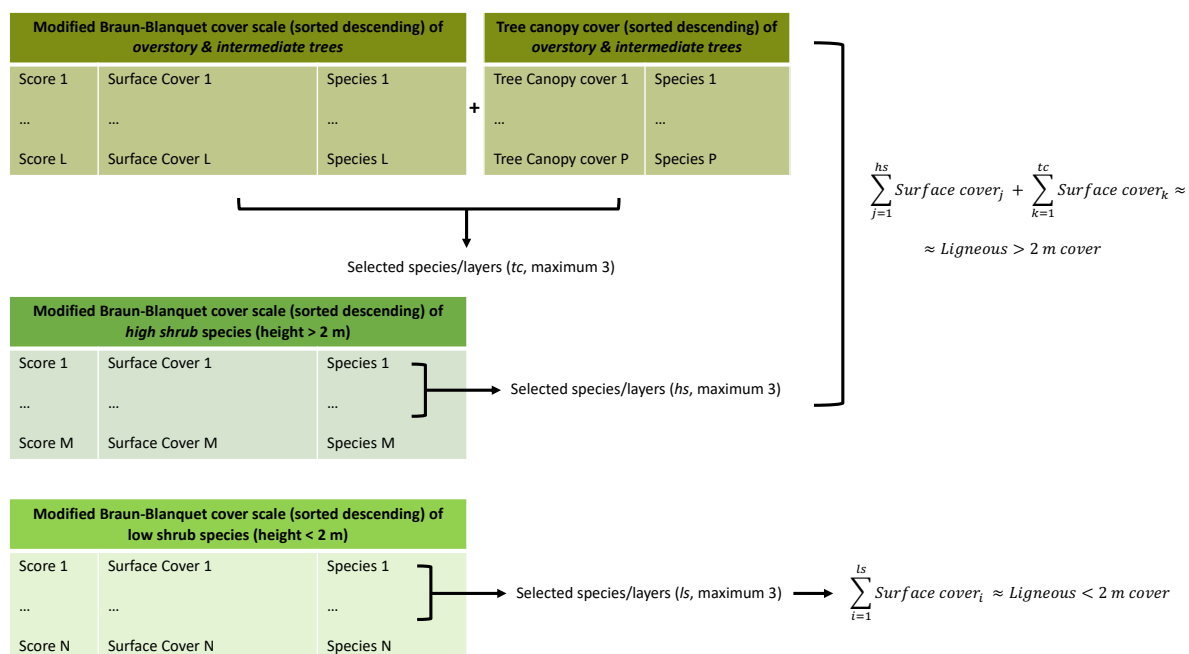 Modified Braun-Blanquet cover scale (sorted descending) of
overstory & intermediate trees
Score 1 Surface Cover 1 Species 1
... ... ...
Score L Surface Cover L Species L
+
Tree canopy cover (sorted descending) of
overstory & intermediate trees
Tree Canopy cover 1 Species 1
... ...
Tree Canopy cover P Species P
Selected species/layers (tc, maximum 3)
Modified Braun-Blanquet cover scale (sorted descending) of
high shrub species (height > 2 m)
Score 1 Surface Cover 1 Species 1
... ... ...
Score M Surface Cover M Species M
Selected species/layers (hs, maximum 3)
∑_{j=1}^{hs} Surface cover_j + ∑_{k=1}^{tc} Surface cover_k ≈
≈ Ligneous > 2 m cover
Modified Braun-Blanquet cover scale (sorted descending) of
low shrub species (height < 2 m)
Score 1 Surface Cover 1 Species 1
... ... ...
Score N Surface Cover N Species N
Selected species/layers (ls, maximum 3)
∑_{i=1}^{ls} Surface cover_i ≈ Ligneous < 2 m cover